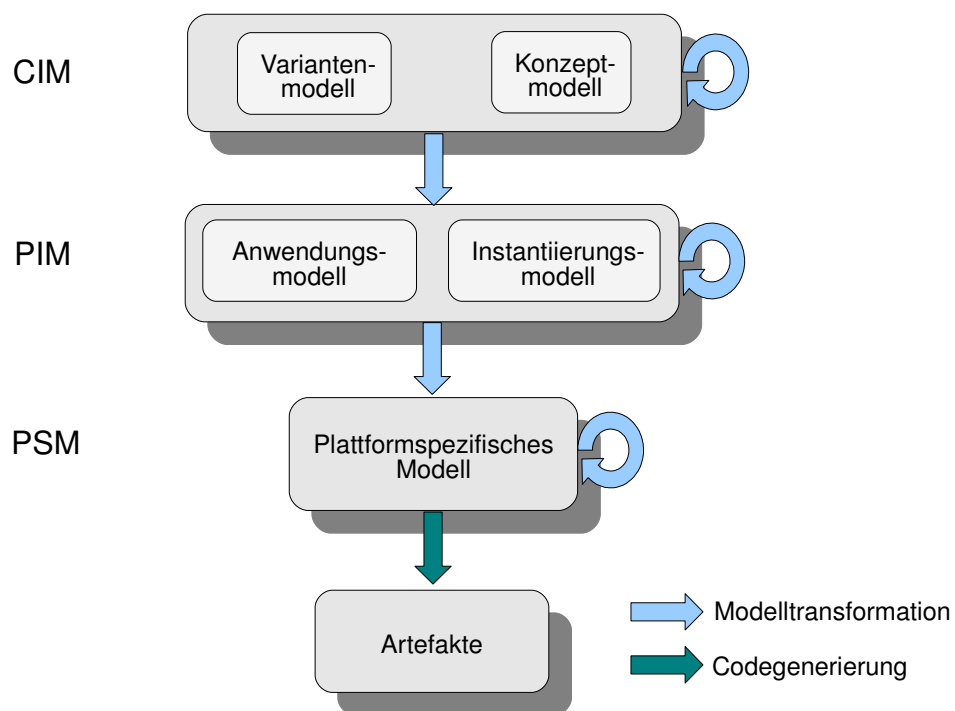 CIM
Varianten-
modell
Konzept-
modell
PIM
Anwendungs-
modell
Instantiierungs-
modell
PSM
Plattformspezifisches
Modell
Artefakte
Modelltransformation
Codegenerierung